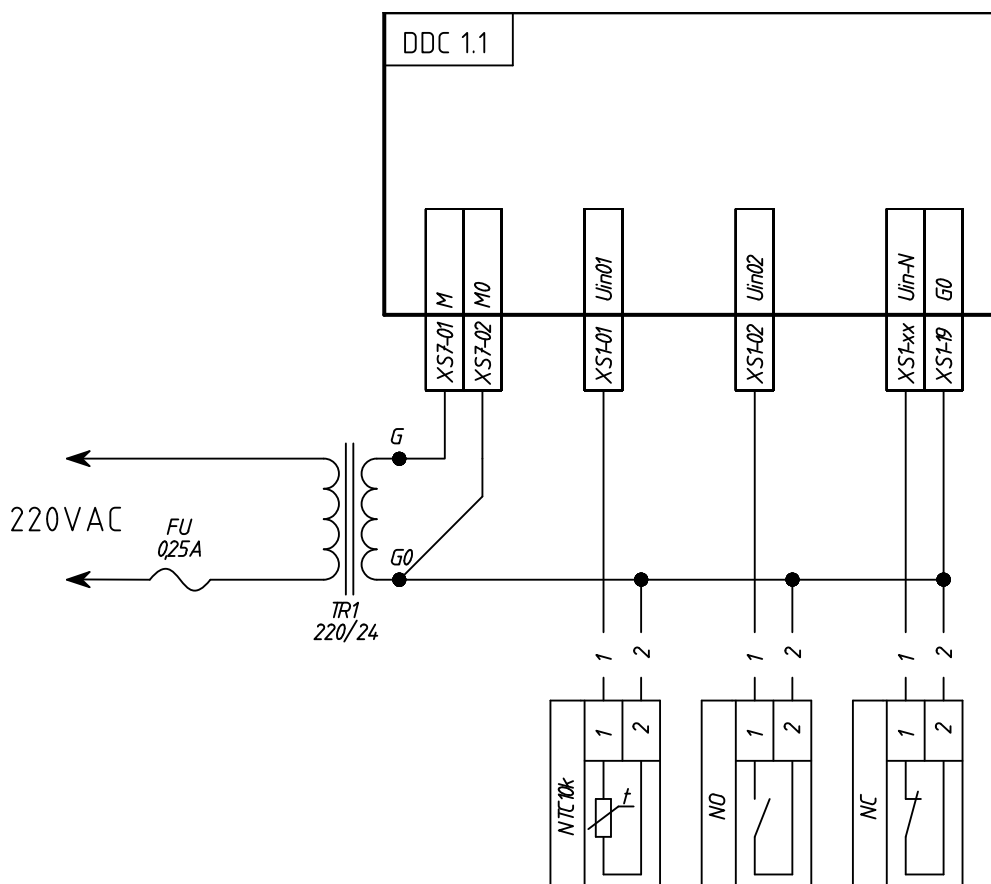 DDC 1.1
M
M0
Uin01
Uin02
Uin-N
G0
XS7-01
XS7-02
XS1-01
XS1-02
XS1-xx
XS1-19
G
220VAC
FU
0,25A
G0
TR1
220/24
1
2
1
2
1
2
1
2
1
2
1
2
NTC10k
t
NO
NC